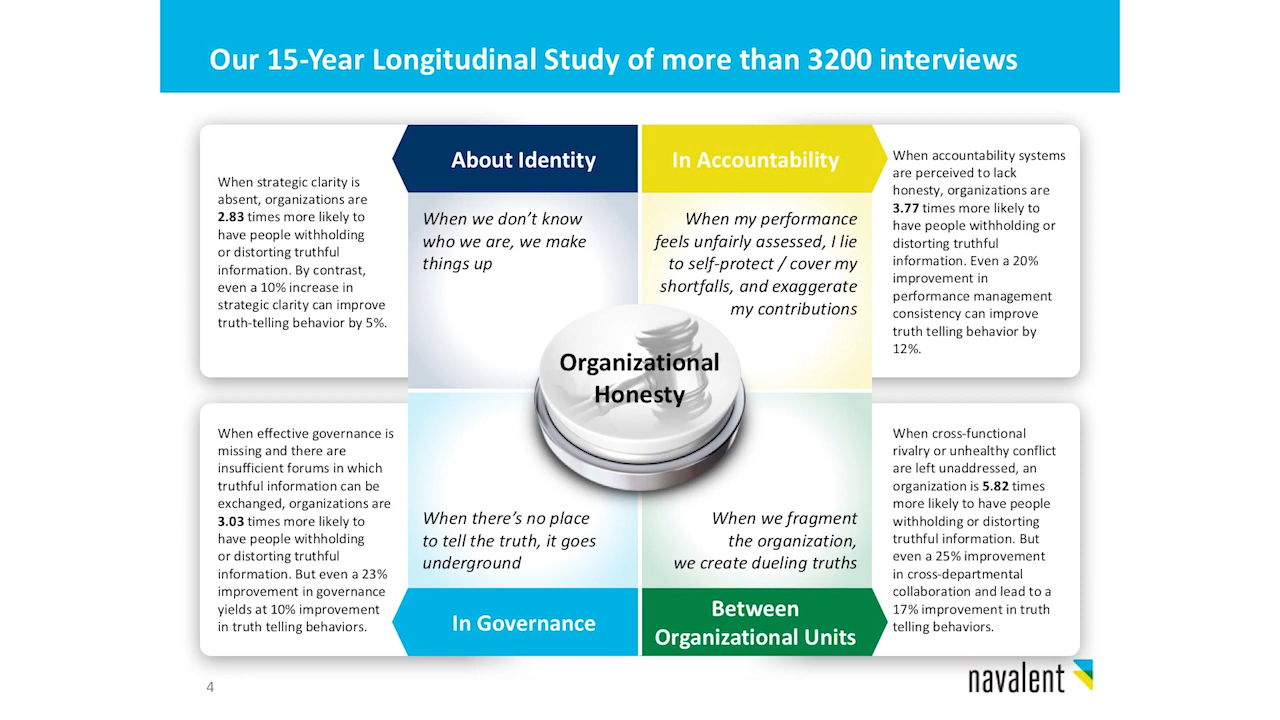 Our 15-Year Longitudinal Study of more than 3200 interviews
About Identity
When strategic clarity is
absent, organizations are
2.83 times more likely to
have people withholding
or distorting truthful
information. By contrast,
even a 10% increase in
strategic clarity can improve
truth-telling behavior by 5%.
When we don’t know
who we are, we make
things up
In Accountability
When my performance
feels unfairly assessed, I lie
to self-protect / cover my
shortfalls, and exaggerate
my contributions
When accountability systems
are perceived to lack
honesty, organizations are
3.77 times more likely to
have people withholding or
distorting truthful
information. Even a 20%
improvement in
performance management
consistency can improve
truth telling behavior by
12%.
Organizational
Honesty
When effective governance is
missing and there are
insufficient forums in which
truthful information can be
exchanged, organizations are
3.03 times more likely to
have people withholding
or distorting truthful
information. But even a 23%
improvement in governance
yields at 10% improvement
in truth telling behaviors.
When there’s no place
to tell the truth, it goes
underground
In Governance
When we fragment
the organization,
we create dueling truths
Between
Organizational Units
When cross-functional
rivalry or unhealthy conflict
are left unaddressed, an
organization is 5.82 times
more likely to have people
withholding or distorting
truthful information. But
even a 25% improvement
in cross-departmental
collaboration and lead to a
17% improvement in truth
telling behaviors.
4
navalent